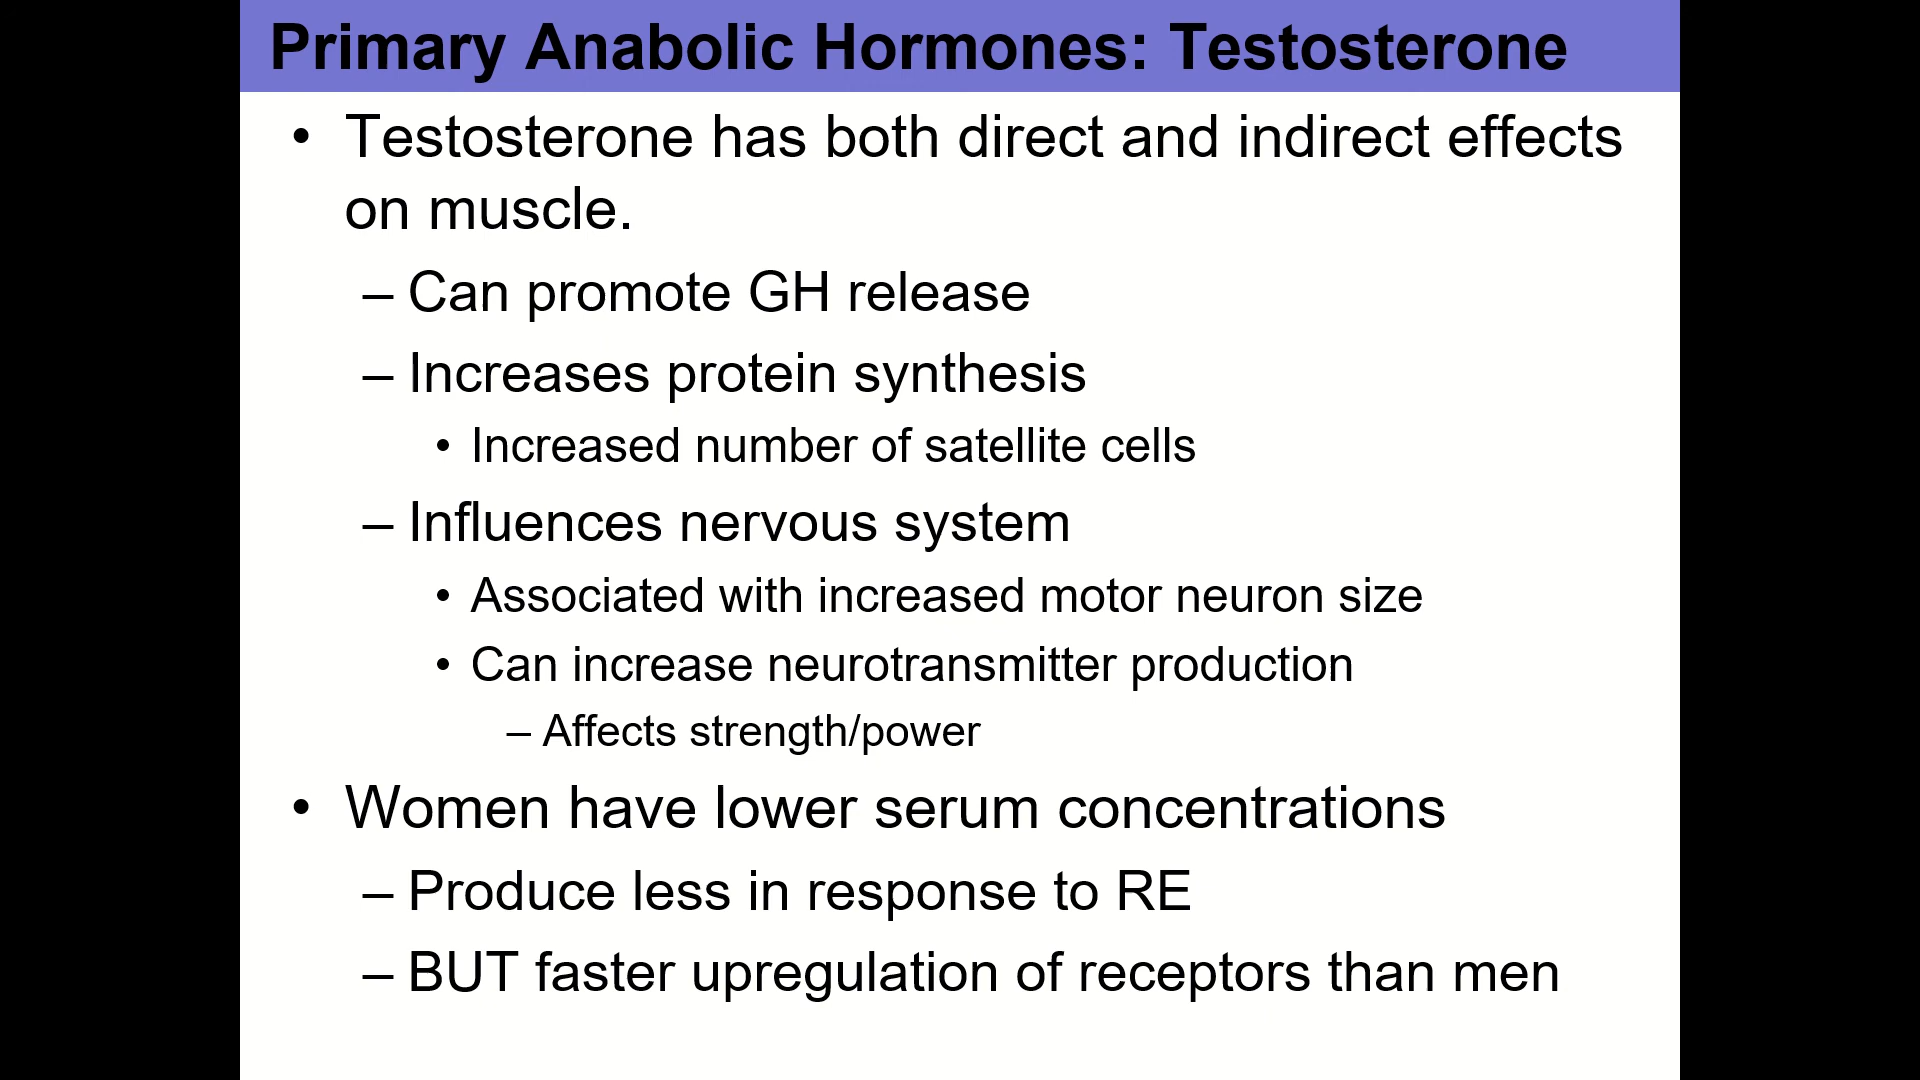 Primary Anabolic Hormones: Testosterone
• Testosterone has both direct and indirect effects
on muscle.
– Can promote GH release
– Increases protein synthesis
• Increased number of satellite cells
– Influences nervous system
• Associated with increased motor neuron size
• Can increase neurotransmitter production
– Affects strength/power
• Women have lower serum concentrations
– Produce less in response to RE
– BUT faster upregulation of receptors than men